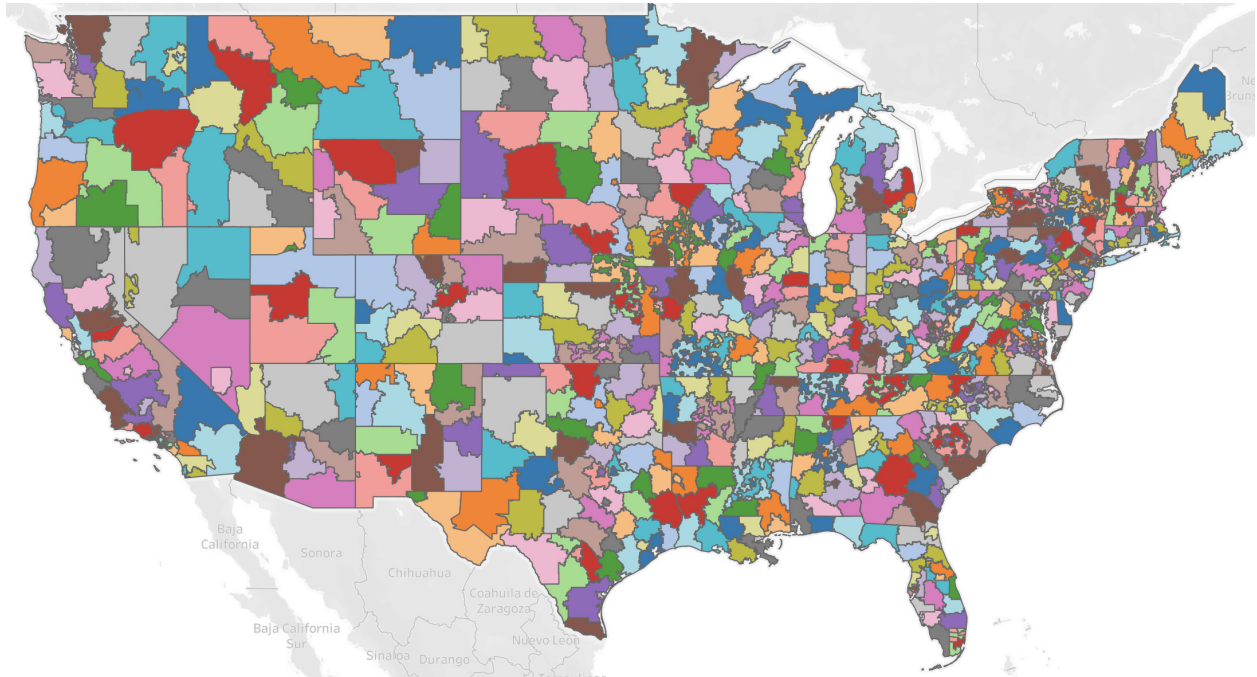 Ne
Bruns
Baja
California
Sonora
Chihuahua
Coahuila de
Zaragoza
Baja California
Sur
Nuevo León
Sinaloa
Durango